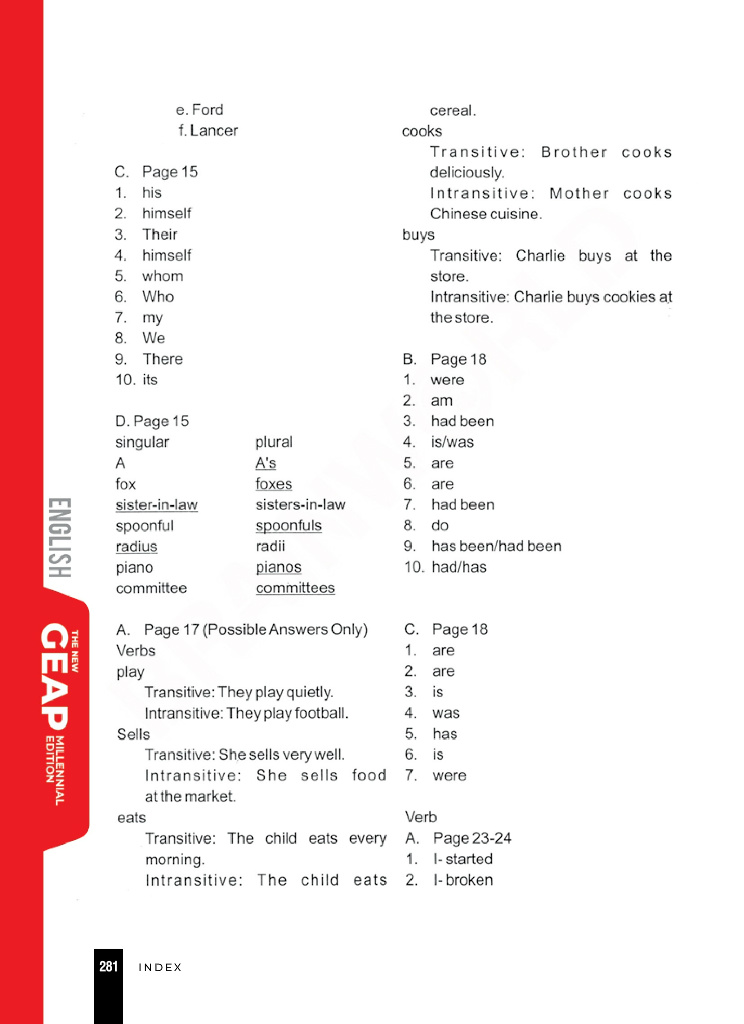 e. Ford
f. Lancer
C. Page 15
1. his
2. himself
3. Their
4. himself
5. whom
6. Who
7. my
8. We
9. There
10. its
D. Page 15
singular plural
A A's
fox foxes
sister-in-law sisters-in-law
spoonful spoonfuls
radius radii
piano pianos
committee committees
A. Page 17 (Possible Answers Only)
Verbs
play
Transitive: They play quietly.
Intransitive: They play football.
Sells
Transitive: She sells very well.
Intransitive: She sells food
at the market.
eats
Transitive: The child eats every
morning.
Intransitive: The child eats
cereal.
cooks
Transitive: Brother cooks
deliciously.
Intransitive: Mother cooks
Chinese cuisine.
buys
Transitive: Charlie buys at the
store.
Intransitive: Charlie buys cookies at
the store.
B. Page 18
1. were
2. am
3. had been
4. is/was
5. are
6. are
7. had been
8. do
9. has been/had been
10. had/has
C. Page 18
1. are
2. are
3. is
4. was
5. has
6. is
7. were
Verb
A. Page 23-24
1. I- started
2. I- broken
ENGLISH
THE NEW
GEAP
MILLENNIAL
EDITION
281 INDEX